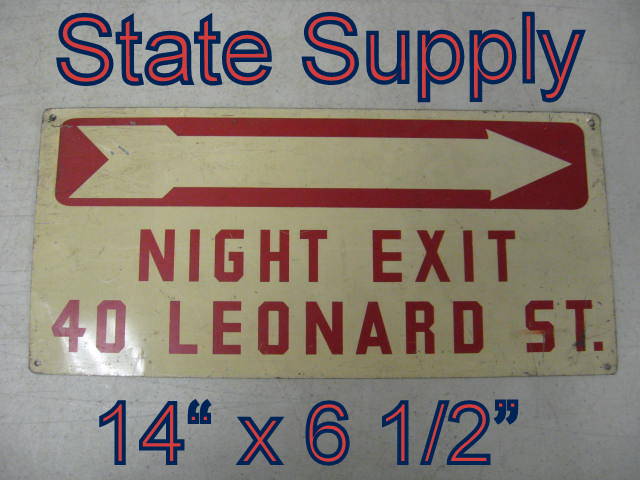 State Supply
NIGHT EXIT
40 LEONARD ST.
14“ x 6 1/2”